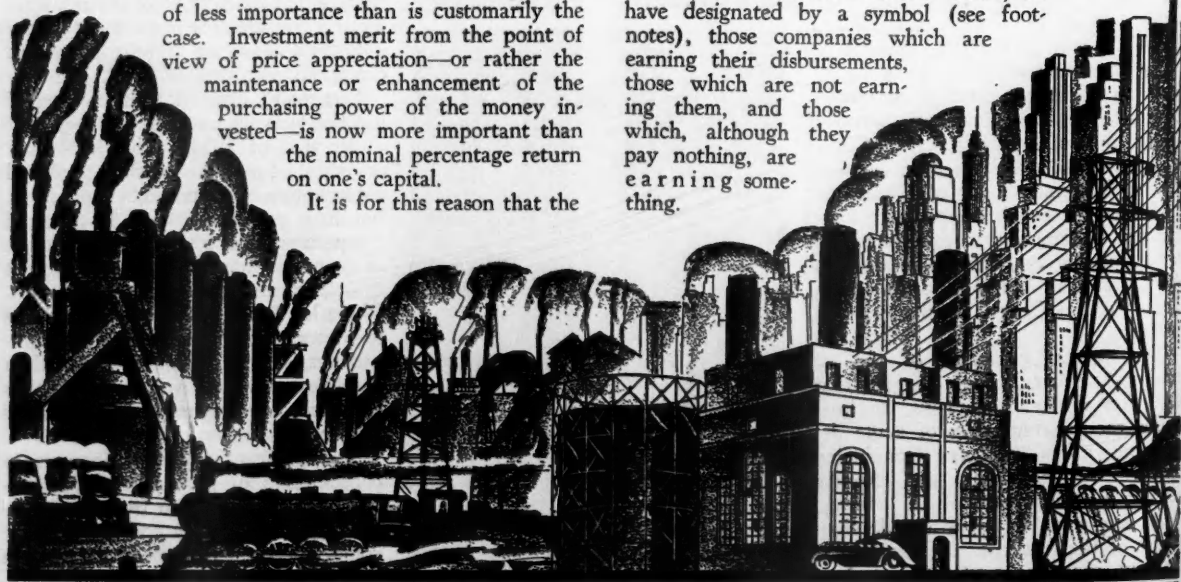 of less importance than is customarily the
case. Investment merit from the point of
view of price appreciation—or rather the
maintenance or enhancement of the
purchasing power of the money in-
vested—is now more important than
the nominal percentage return
on one's capital.
It is for this reason that the
have designated by a symbol (see foot-
notes), those companies which are
earning their disbursements,
those which are not earn-
ing them, and those
which, although they
pay nothing, are
earning some-
thing.